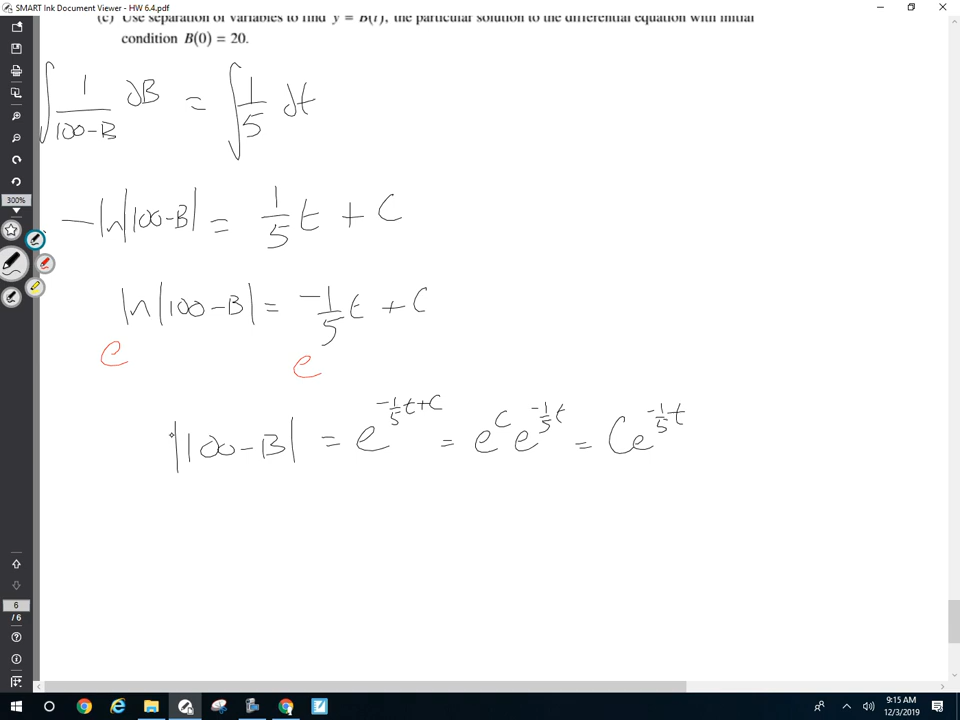 SMART Ink Document Viewer - HW 6.4.pdf
(c) Use separation of variables to find y = B(t), the particular solution to the differential equation with initial
condition B(0) = 20.
∫ 1/(100-B) dB = ∫ 1/5 dt
300%
-ln|100-B| = 1/5 t + C
ln|100-B| = -1/5 t + C
e e
|100-B| = e^(-1/5 t + C) = e^C e^(-1/5 t) = Ce^(-1/5 t)
6
/ 6
9:15 AM
12/3/2019